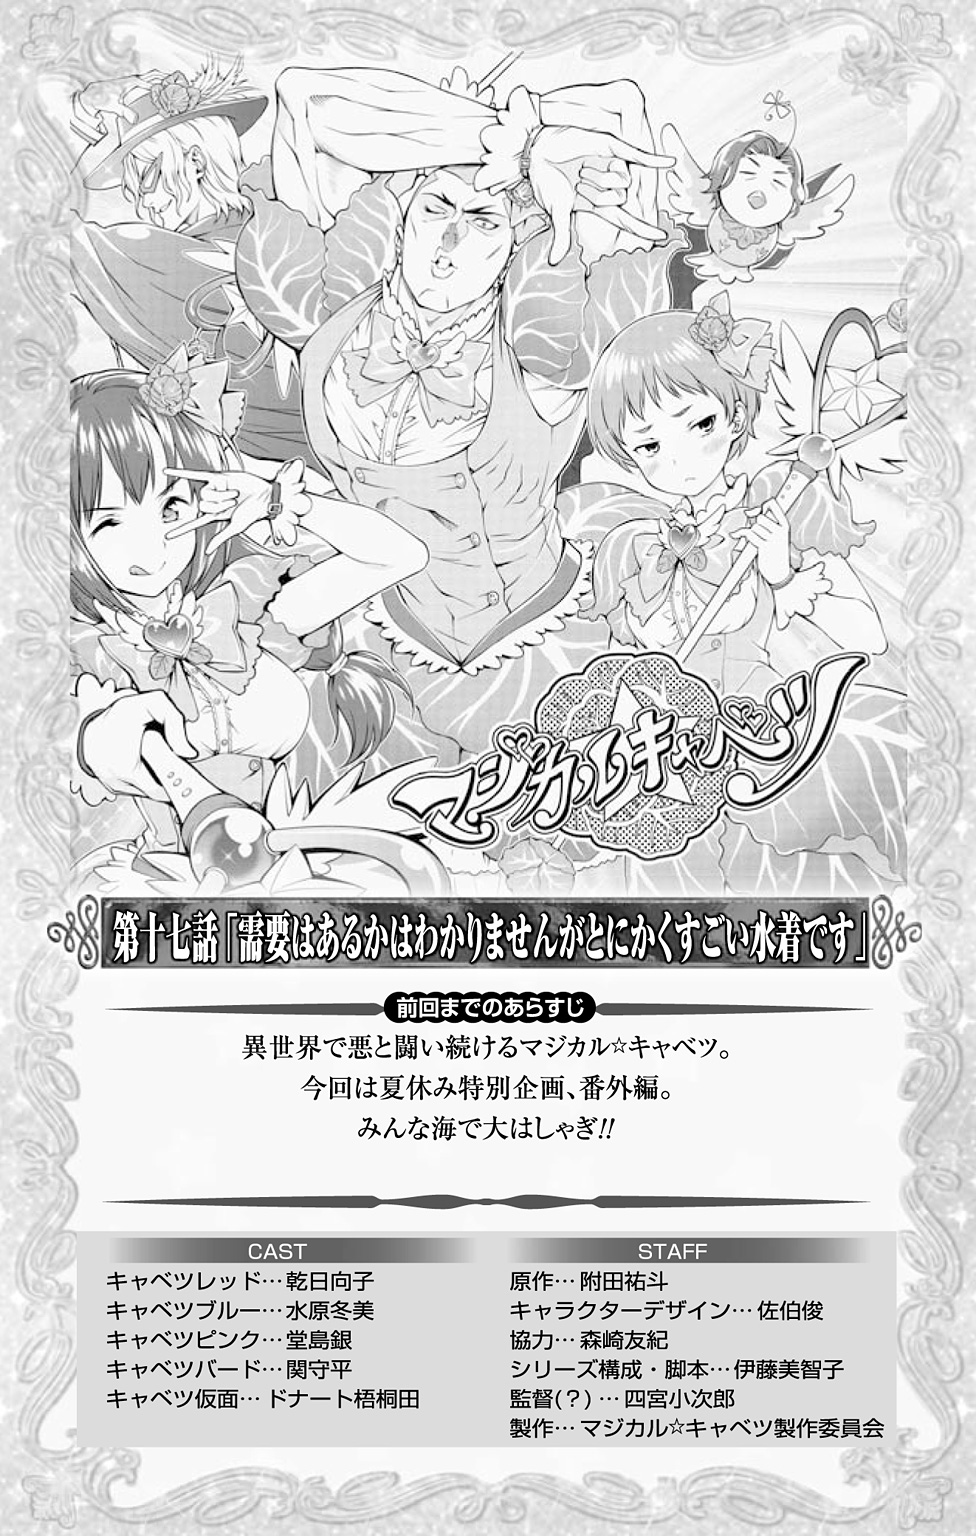 マジカルキャベツ
第十七話「需要はあるかはわかりませんがとにかくすごい水着です」
前回までのあらすじ
異世界で悪と闘い続けるマジカル☆キャベツ。
今回は夏休み特別企画、番外編。
みんな海で大はしゃぎ!!
CAST
キャベツレッド…乾日向子
キャベツブルー…水原冬美
キャベツピンク…堂島銀
キャベツバード…関守平
キャベツ仮面…ドナート梧桐田
STAFF
原作…附田祐斗
キャラクターデザイン…佐伯俊
協力…森崎友紀
シリーズ構成・脚本…伊藤美智子
監督(？)…四宮小次郎
製作…マジカル☆キャベツ製作委員会